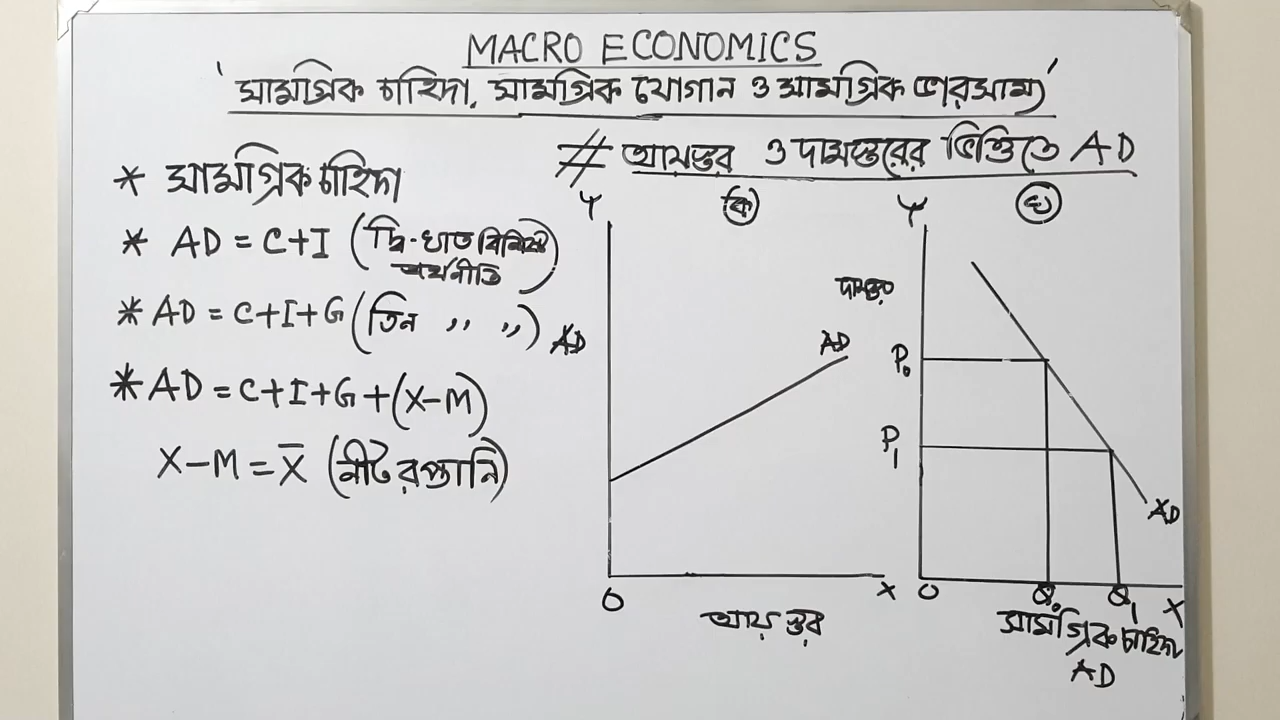 MACRO ECONOMICS
'সামগ্রিক চাহিদা, সামগ্রিক যোগান ও সামগ্রিক ভারসাম্য'
* সামগ্রিক চাহিদা
* AD = C+I (দ্বি-খাত বিশিষ্ট
অর্থনীতি)
* AD = C+I+G (তিন ,, ,,)
* AD = C+I+G+(X-M)
X-M = X̄ (নীট রপ্তানি)
# আয়স্তর ও দামস্তরের ভিত্তিতে AD
ক
Y
AD
AD
O
X
আয় স্তর
খ
Y
দামস্তর
P₀
P₁
AD
O
Q₀
Q₁
X
সামগ্রিক চাহিদা
AD